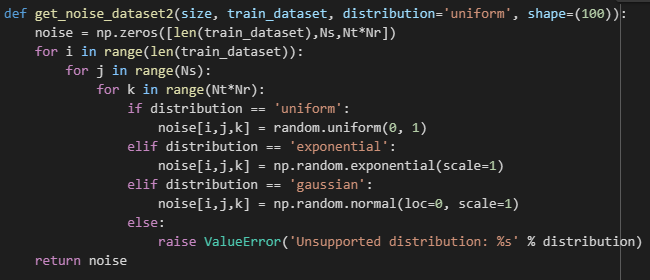 def get_noise_dataset2(size, train_dataset, distribution='uniform', shape=(100)):
    noise = np.zeros([len(train_dataset),Ns,Nt*Nr])
    for i in range(len(train_dataset)):
        for j in range(Ns):
            for k in range(Nt*Nr):
                if distribution == 'uniform':
                    noise[i,j,k] = random.uniform(0, 1)
                elif distribution == 'exponential':
                    noise[i,j,k] = np.random.exponential(scale=1)
                elif distribution == 'gaussian':
                    noise[i,j,k] = np.random.normal(loc=0, scale=1)
                else:
                    raise ValueError('Unsupported distribution: %s' % distribution)
    return noise